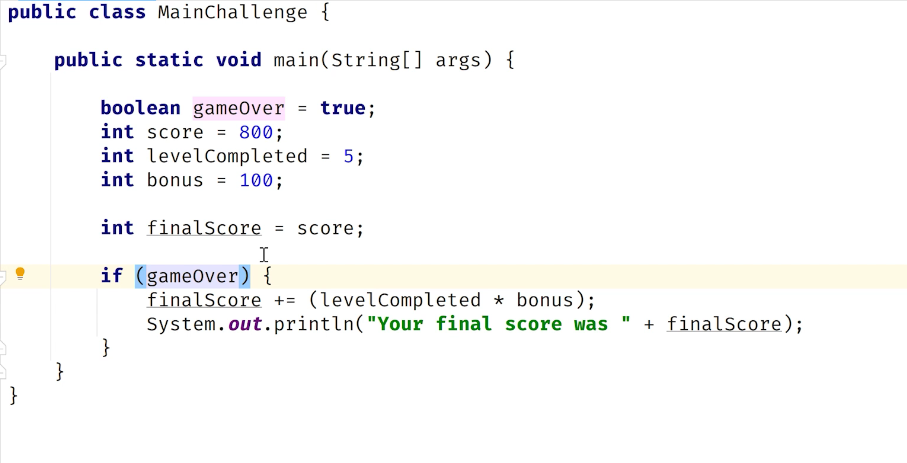 public class MainChallenge {
public static void main(String[] args) {
boolean gameOver = true;
int score = 800;
int levelCompleted = 5;
int bonus = 100;
int finalScore = score;
if (gameOver) {
finalScore += (levelCompleted * bonus);
System.out.println("Your final score was " + finalScore);
}
}
}